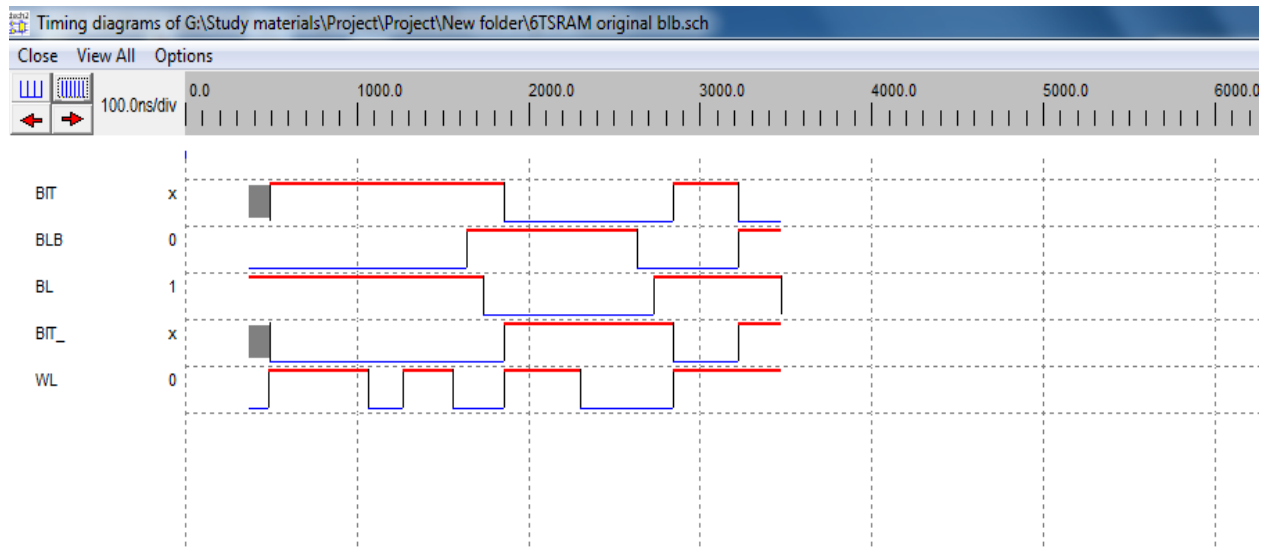 Timing diagrams of G:\Study materials\Project\Project\New folder\6TSRAM original blb.sch
Close View All Options
100.0ns/div 0.0 1000.0 2000.0 3000.0 4000.0 5000.0 6000.0
BIT x
BLB 0
BL 1
BIT_ x
WL 0